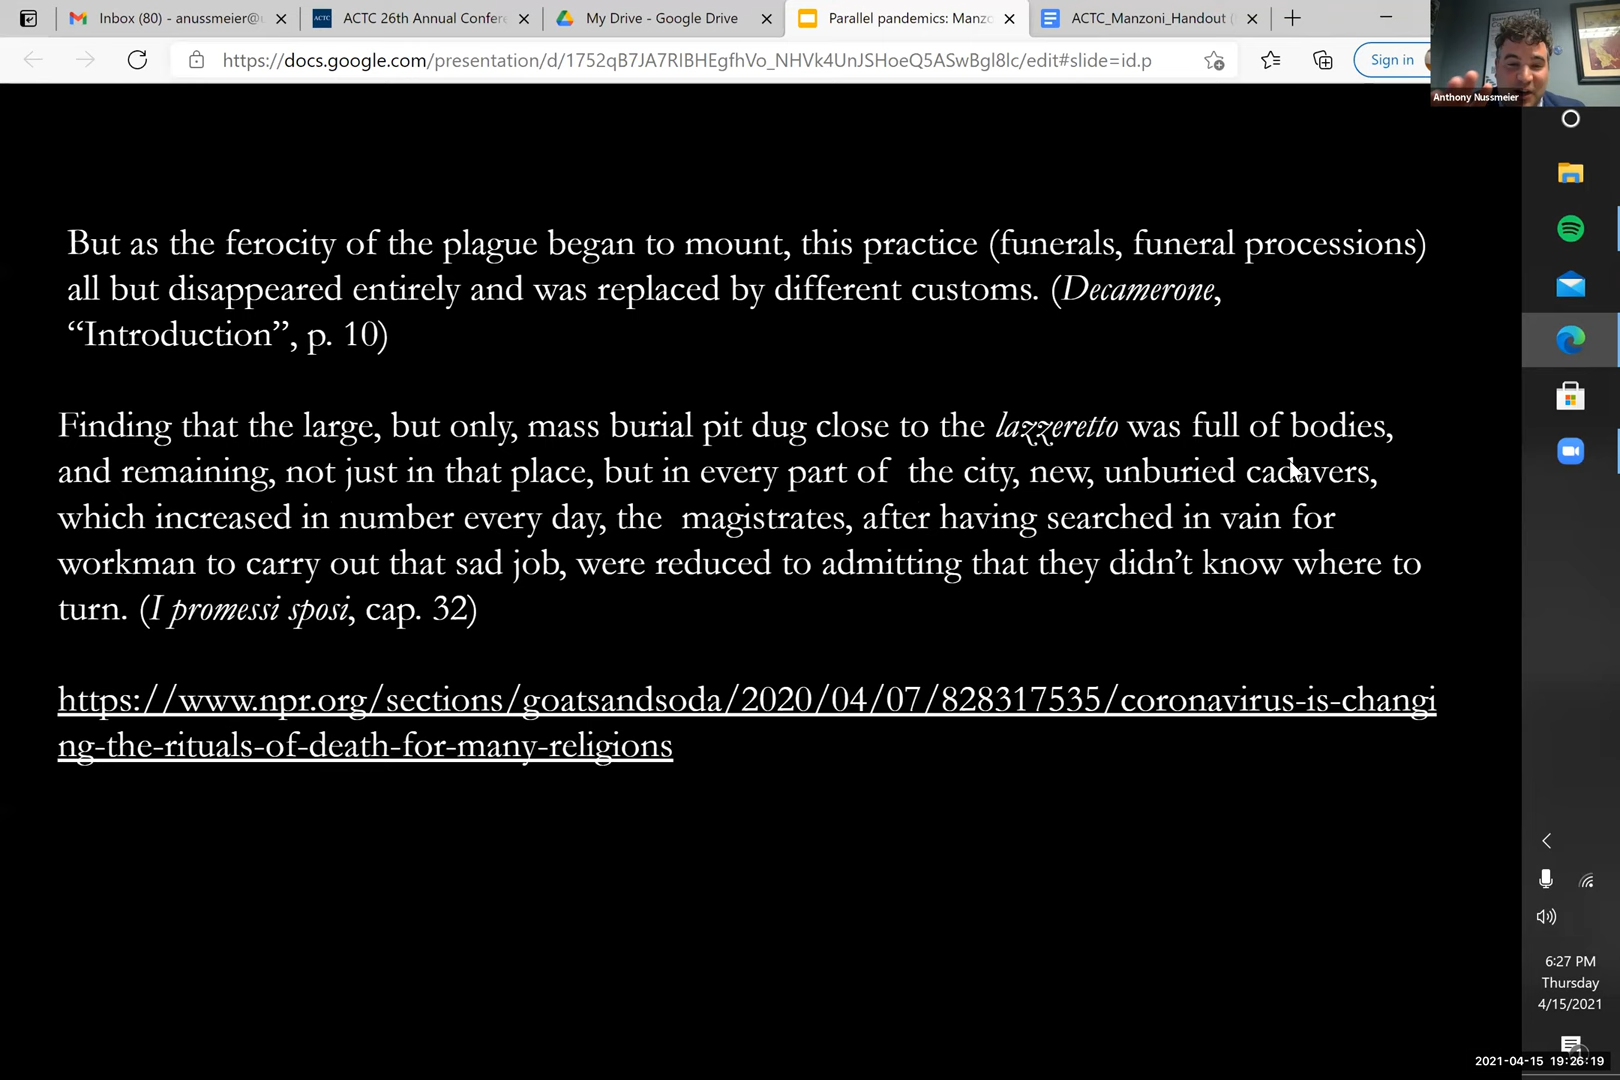 Inbox (80) - anussmeier@u
ACTC 26th Annual Confere
My Drive - Google Drive
Parallel pandemics: Manzo
ACTC_Manzoni_Handout (
https://docs.google.com/presentation/d/1752qB7JA7RIBHEgfhVo_NHVk4UnJSHoeQ5ASwBgl8lc/edit#slide=id.p
Sign in
Anthony Nussmeier
But as the ferocity of the plague began to mount, this practice (funerals, funeral processions)
all but disappeared entirely and was replaced by different customs. (Decamerone,
“Introduction”, p. 10)
Finding that the large, but only, mass burial pit dug close to the lazzeretto was full of bodies,
and remaining, not just in that place, but in every part of  the city, new, unburied cadavers,
which increased in number every day, the  magistrates, after having searched in vain for
workman to carry out that sad job, were reduced to admitting that they didn’t know where to
turn. (I promessi sposi, cap. 32)
https://www.npr.org/sections/goatsandsoda/2020/04/07/828317535/coronavirus-is-changi
ng-the-rituals-of-death-for-many-religions
6:27 PM
Thursday
4/15/2021
2021-04-15 19:26:19